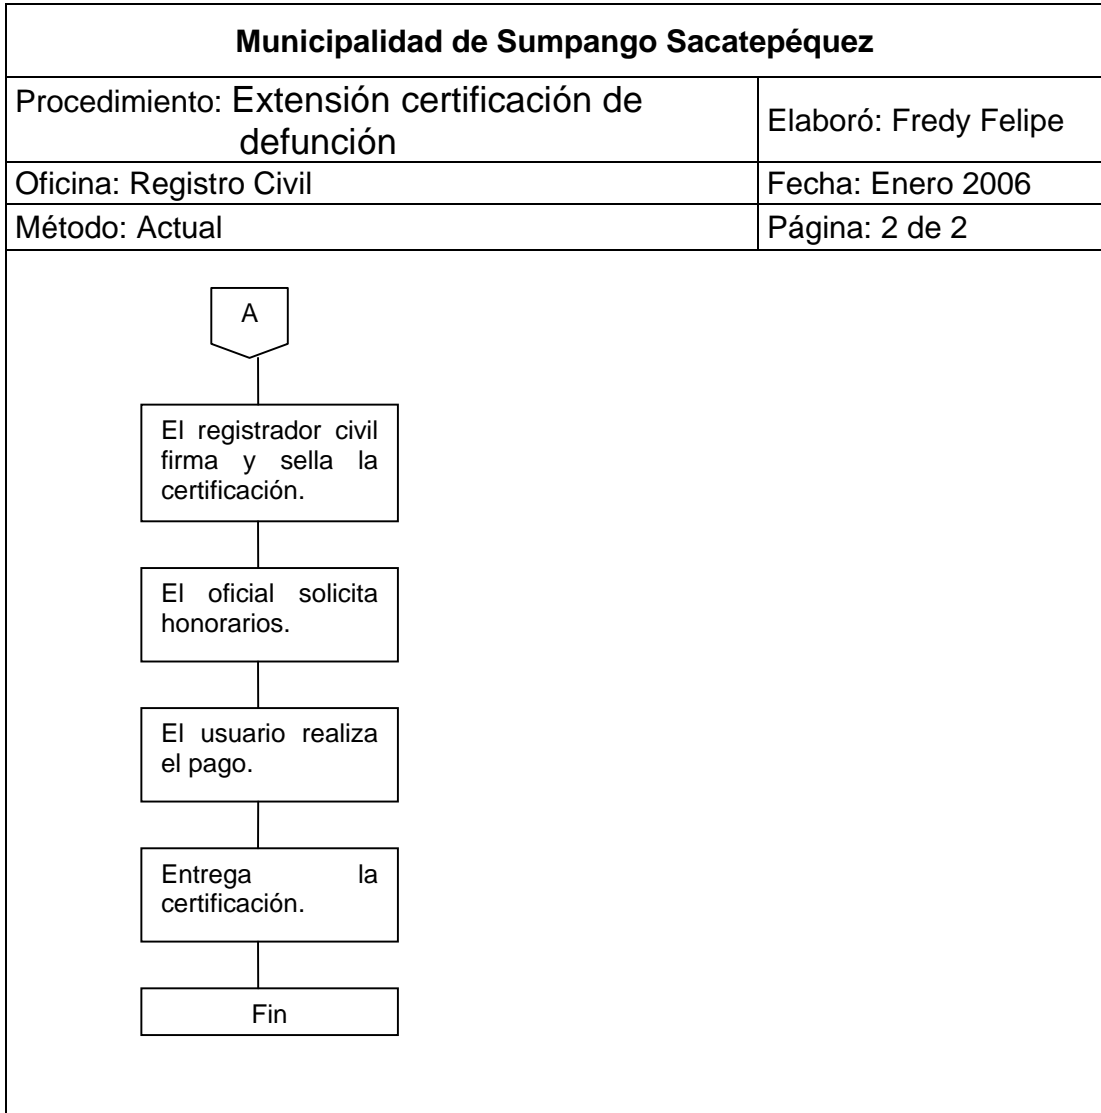 Municipalidad de Sumpango Sacatepéquez
Procedimiento: Extensión certificación de
defunción
Elaboró: Fredy Felipe
Oficina: Registro Civil
Fecha: Enero 2006
Método: Actual
Página: 2 de 2
A
El registrador civil
firma y sella la
certificación.
El oficial solicita
honorarios.
El usuario realiza
el pago.
Entrega la
certificación.
Fin